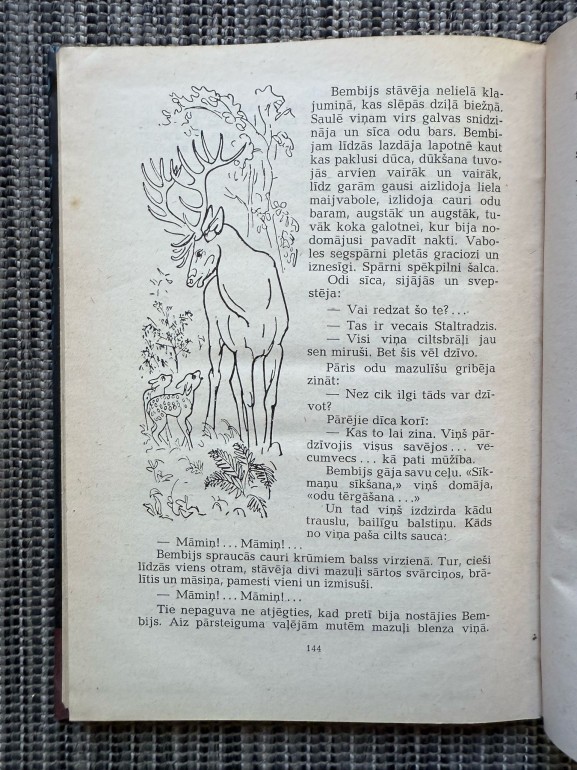 Bembijs stāvēja nelielā kla-
jumiņā, kas slēpās dziļā biežņā.
Saulē viņam virs galvas snidzi-
nāja un sīca odu bars. Bembi-
jam līdzās lazdāja lapotnē kaut
kas paklusi dūca, dūkšana tuvo-
jās arvien vairāk un vairāk,
līdz garām gausi aizlidoja liela
maijvabole, izlidoja cauri odu
baram, augstāk un augstāk, tu-
vāk koka galotnei, kur bija no-
domājusi pavadīt nakti. Vabo-
les segspārni pletās graciozi un
iznesīgi. Spārni spēkpilni šalca.
Odi sīca, sijājās un svep-
stēja:
— Vai redzat šo te?...
— Tas ir vecais Staltradzis.
— Visi viņa ciltsbrāļi jau
sen miruši. Bet šis vēl dzīvo.
Pāris odu mazulīšu gribēja
zināt:
— Nez cik ilgi tāds var dzī-
vot?
Pārējie dīca korī:
— Kas to lai zina. Viņš pār-
dzīvojis visus savējos... ve-
cumvecs... kā pati mūžība.
Bembijs gāja savu ceļu. «Sīk-
maņu sīkšana,» viņš domāja,
«odu tērgāšana...»
Un tad viņš izdzirda kādu
trauslu, bailīgu balstiņu. Kāds
no viņa paša cilts sauca:
— Māmiņ!... Māmiņ!...
Bembijs spraucās cauri krūmiem balss virzienā. Tur, cieši
līdzās viens otram, stāvēja divi mazuļi sārtos svārciņos, brā-
lītis un māsiņa, pamesti vieni un izmisuši.
— Māmiņ!... Māmiņ!...
Tie nepaguva ne atjēgties, kad pretī bija nostājies Bem-
bijs. Aiz pārsteiguma vaļējām mutēm mazuļi blenza viņā.
144